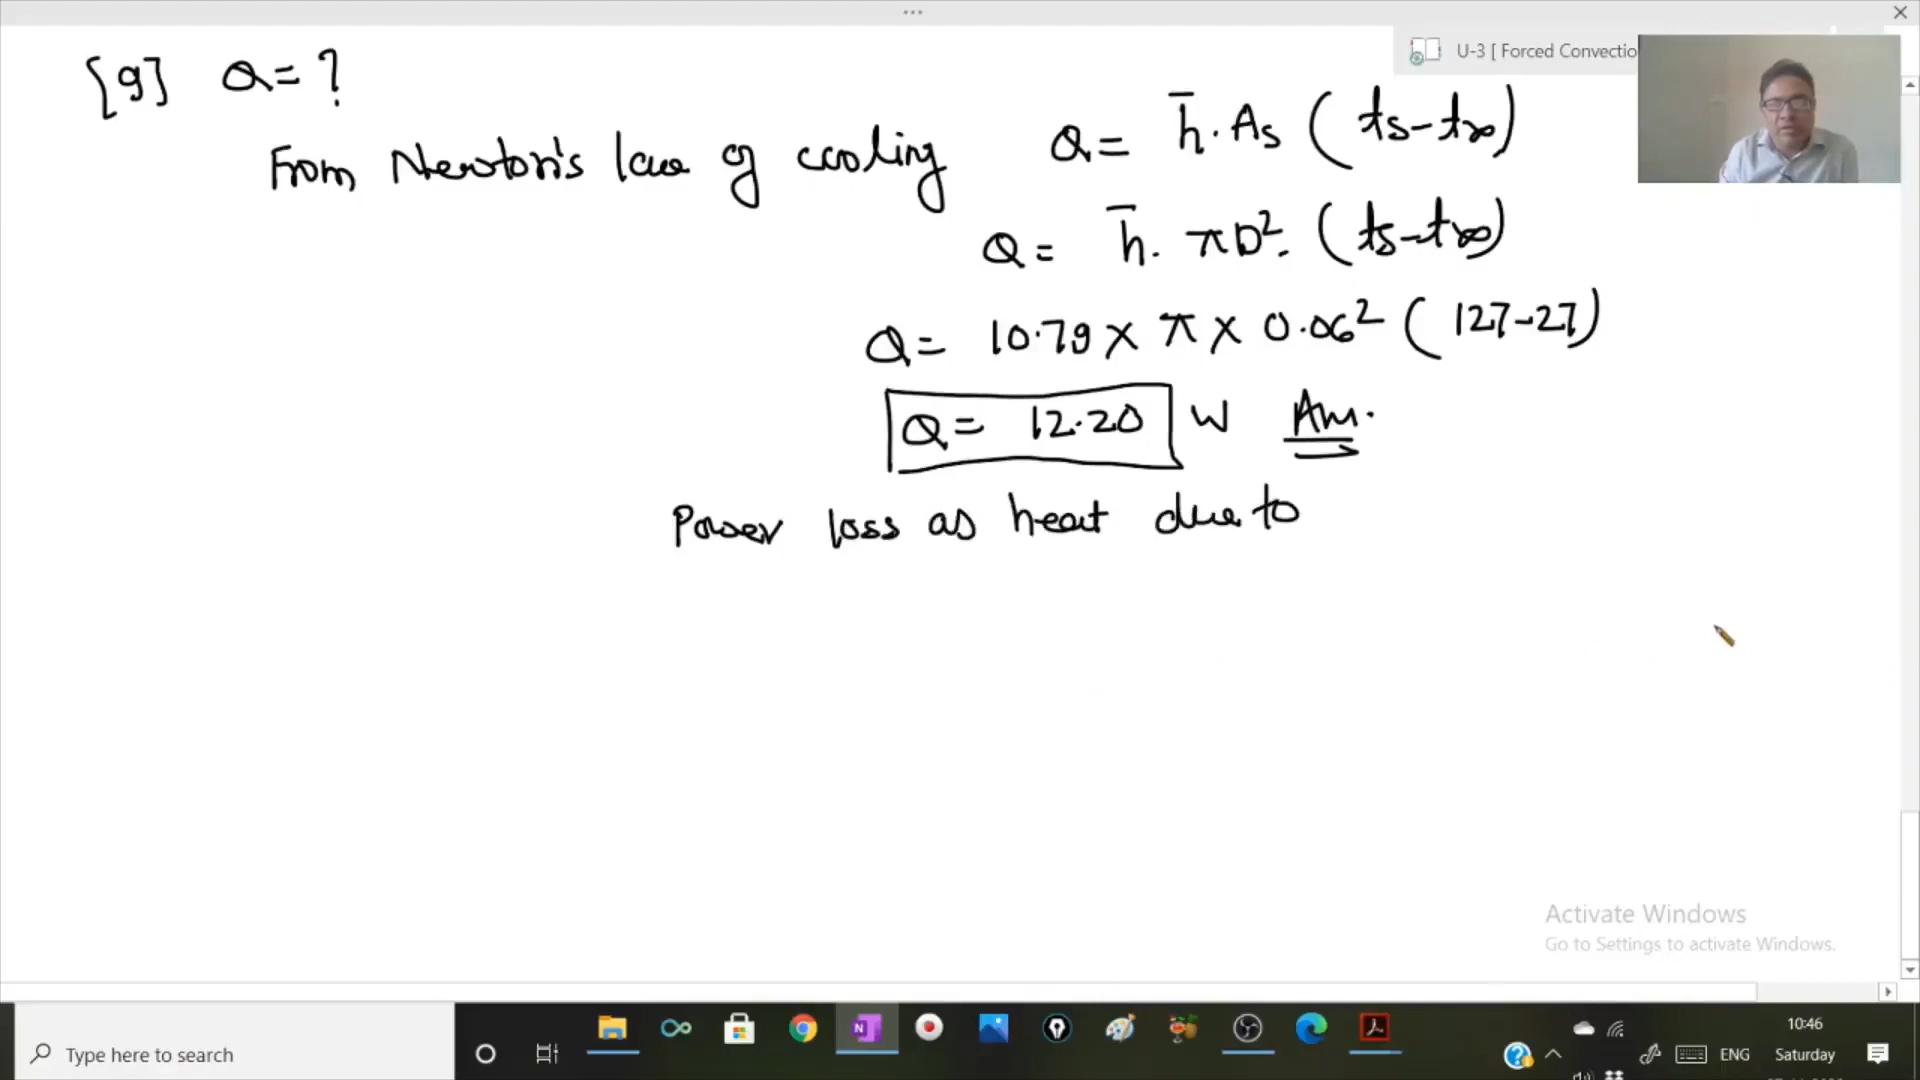 U-3 [ Forced Convectio
[9] Q = ?
From Newton's law of cooling Q = h̄. As ( ts - t∞ )
Q = h̄. πD². ( ts - t∞ )
Q = 10.79 × π × 0.06² ( 127-27 )
Q = 12.20 W Ans.
Power loss as heat due to
Activate Windows
Go to Settings to activate Windows.
Type here to search
10:46
ENG Saturday